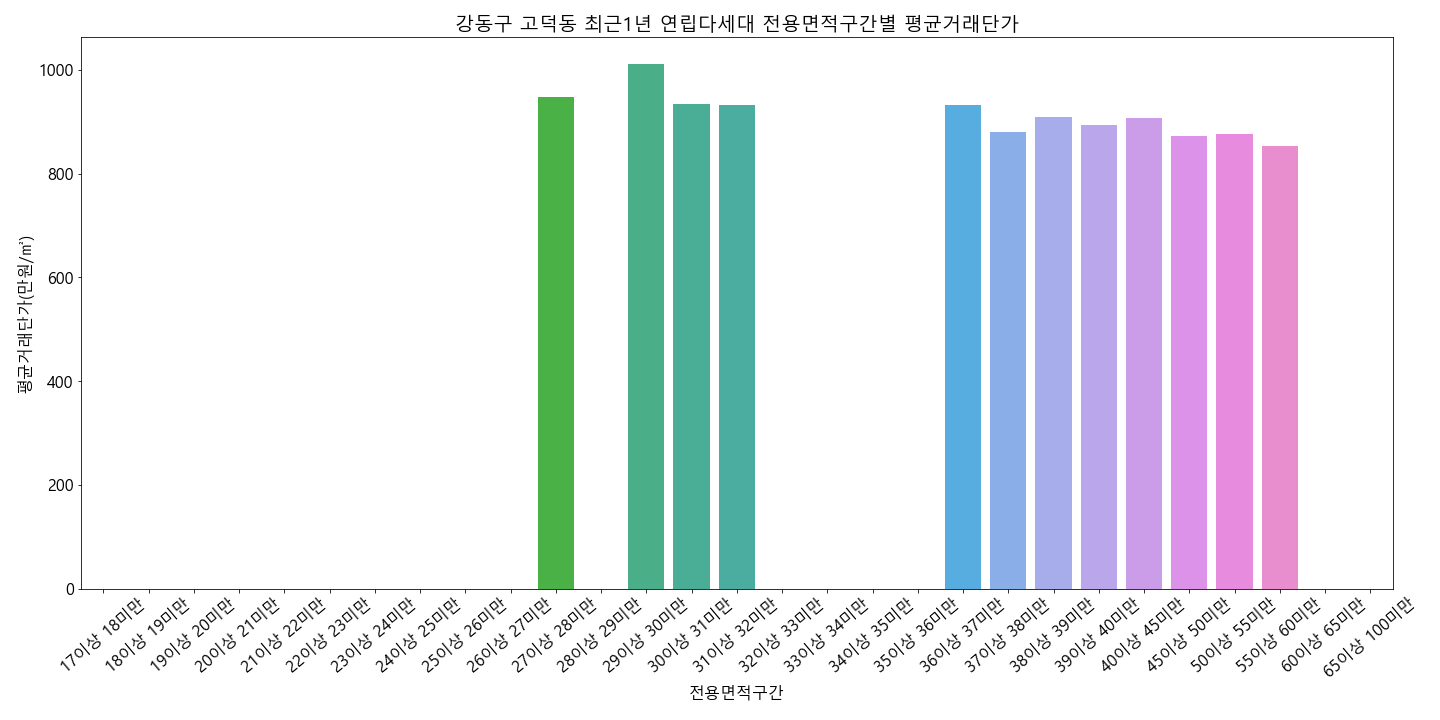 강동구 고덕동 최근1년 연립다세대 전용면적구간별 평균거래단가
평균거래단가(만원/㎡)
1000
800
600
400
200
0
17이상 18미만
18이상 19미만
19이상 20미만
20이상 21미만
21이상 22미만
22이상 23미만
23이상 24미만
24이상 25미만
25이상 26미만
26이상 27미만
27이상 28미만
28이상 29미만
29이상 30미만
30이상 31미만
31이상 32미만
32이상 33미만
33이상 34미만
34이상 35미만
35이상 36미만
36이상 37미만
37이상 38미만
38이상 39미만
39이상 40미만
40이상 45미만
45이상 50미만
50이상 55미만
55이상 60미만
60이상 65미만
65이상 100미만
전용면적구간